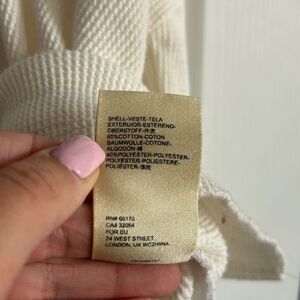 SHELL-VESTE-TELA
EXTERIOR-ESTERNO-
OBERSTOFF-外壳
60%COTTON-COTON
BAUMWOLLE-COTONE-
ALGODON-棉
40%POLYESTER-POLYESTER-
POLYESTER-POLIESTERE-
POLIÉSTER-涤纶
RN# 66170
CA# 32054
FOR EU
24 WEST STREET,
LONDON, UK WC2H9NA